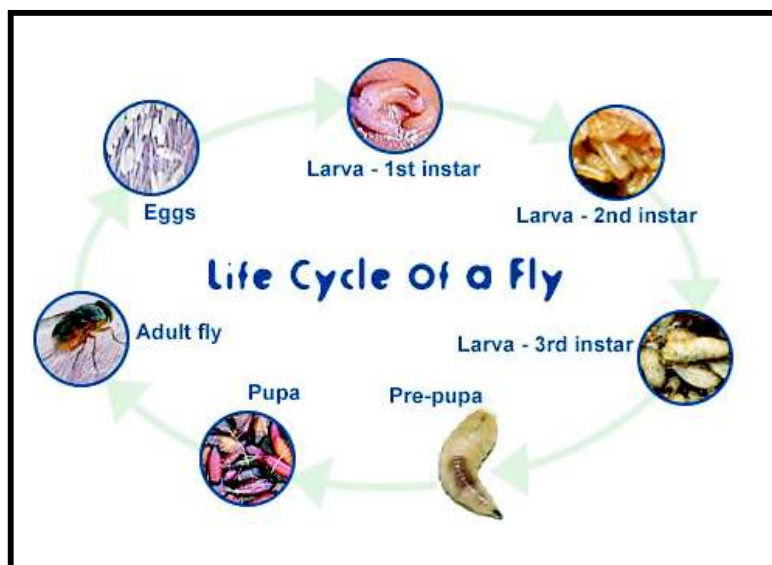 Larva - 1st instar
Eggs
Larva - 2nd instar
Life Cycle Of a Fly
Adult fly
Larva - 3rd instar
Pupa
Pre-pupa